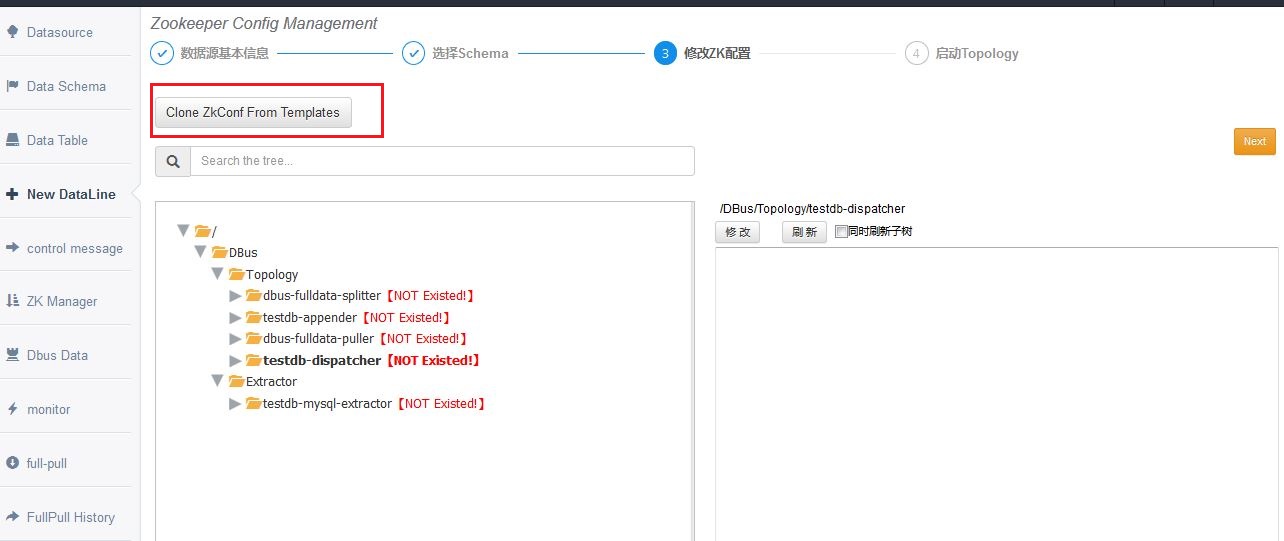 Zookeeper Config Management
数据源基本信息
选择Schema
3 修改ZK配置
4 启动Topology
Datasource
Data Schema
Data Table
New DataLine
control message
ZK Manager
Dbus Data
monitor
full-pull
FullPull History
Clone ZkConf From Templates
Next
Search the tree...
/
DBus
Topology
dbus-fulldata-splitter【NOT Existed!】
testdb-appender【NOT Existed!】
dbus-fulldata-puller【NOT Existed!】
testdb-dispatcher【NOT Existed!】
Extractor
testdb-mysql-extractor【NOT Existed!】
/DBus/Topology/testdb-dispatcher
修 改 刷 新 同时刷新子树